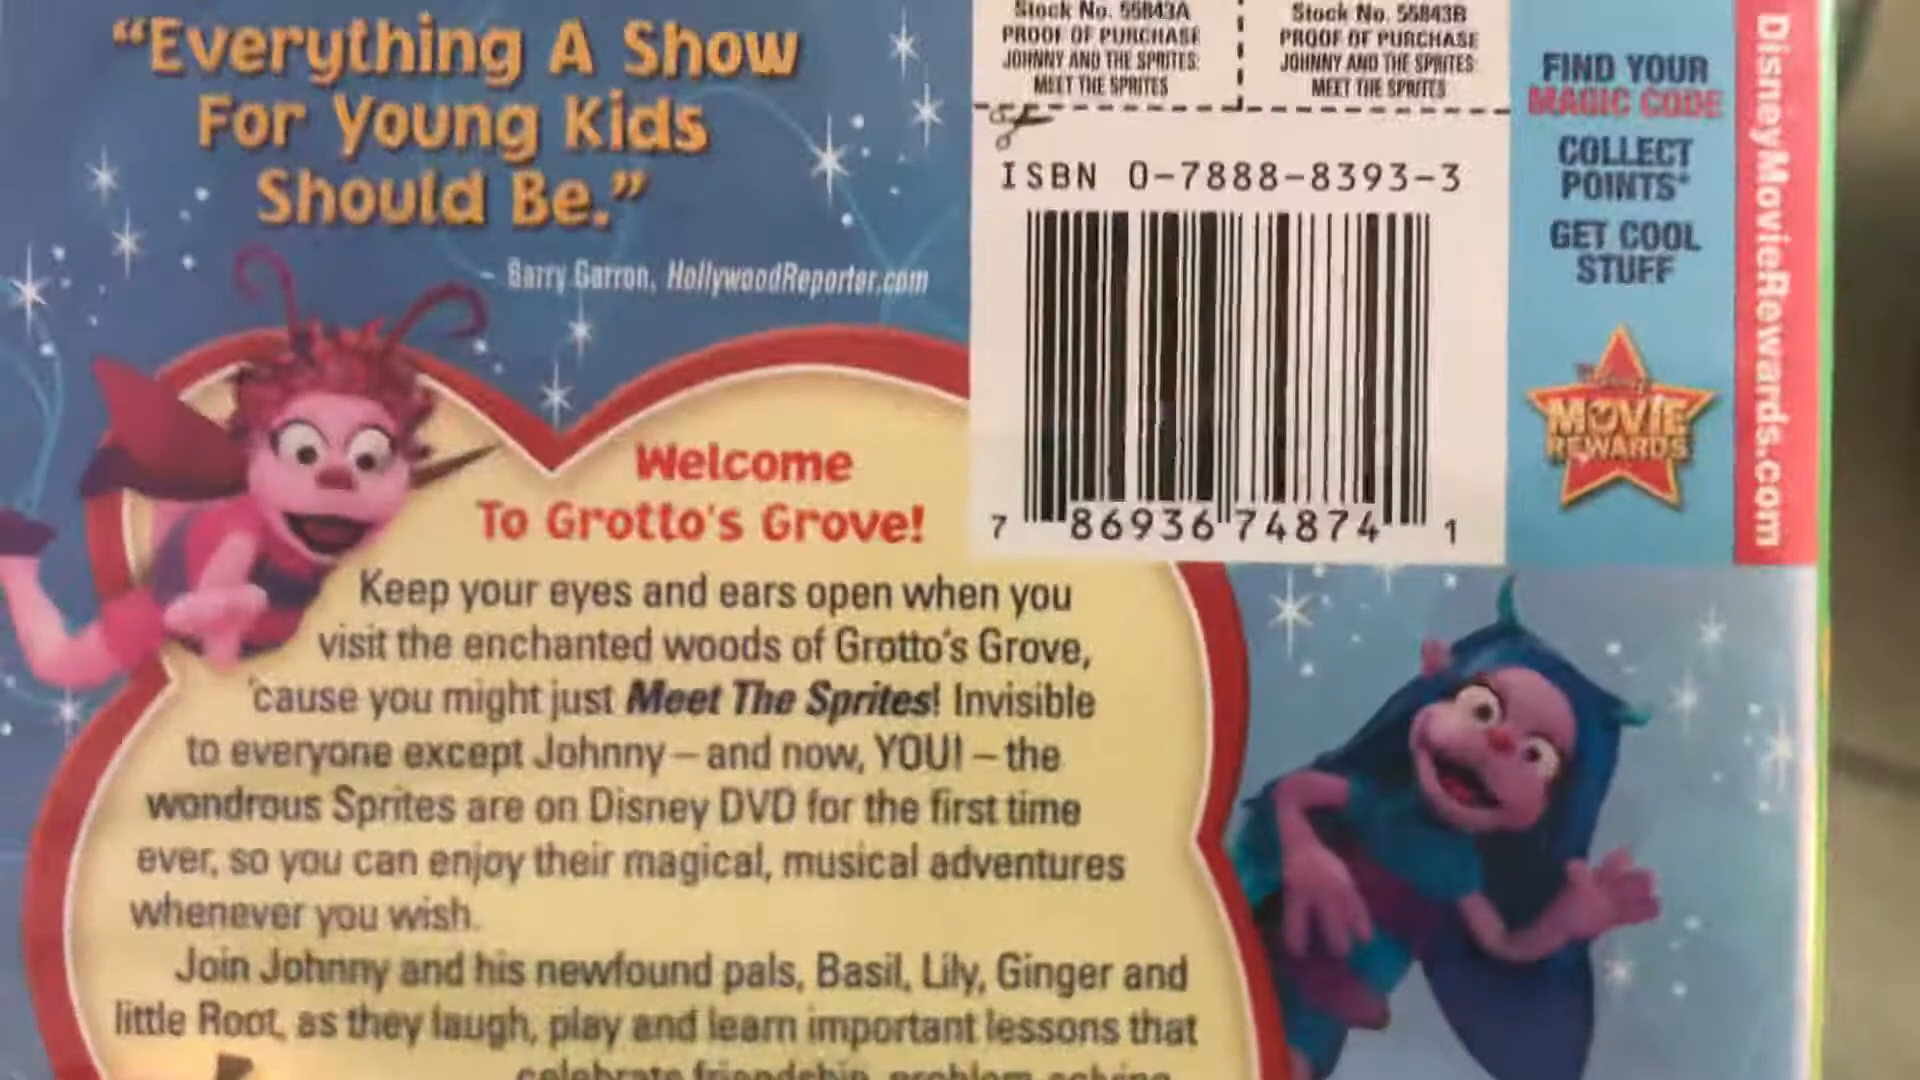 “Everything A Show
For Young Kids
Should Be.”
- Barry Garron, HollywoodReporter.com
Stock No. 55843A
PROOF OF PURCHASE
JOHNNY AND THE SPRITES:
MEET THE SPRITES
Stock No. 55843B
PROOF OF PURCHASE
JOHNNY AND THE SPRITES:
MEET THE SPRITES
ISBN 0-7888-8393-3
7 86936 74874 1
FIND YOUR
MAGIC CODE
COLLECT
POINTS*
GET COOL
STUFF
Disney
MOVIE
REWARDS
DisneyMovieRewards.com
Welcome
To Grotto's Grove!
Keep your eyes and ears open when you
visit the enchanted woods of Grotto's Grove,
'cause you might just Meet The Sprites! Invisible
to everyone except Johnny – and now, YOU! – the
wondrous Sprites are on Disney DVD for the first time
ever, so you can enjoy their magical, musical adventures
whenever you wish.
Join Johnny and his newfound pals, Basil, Lily, Ginger and
little Root, as they laugh, play and learn important lessons that
celebrate friendship, problem-solving,